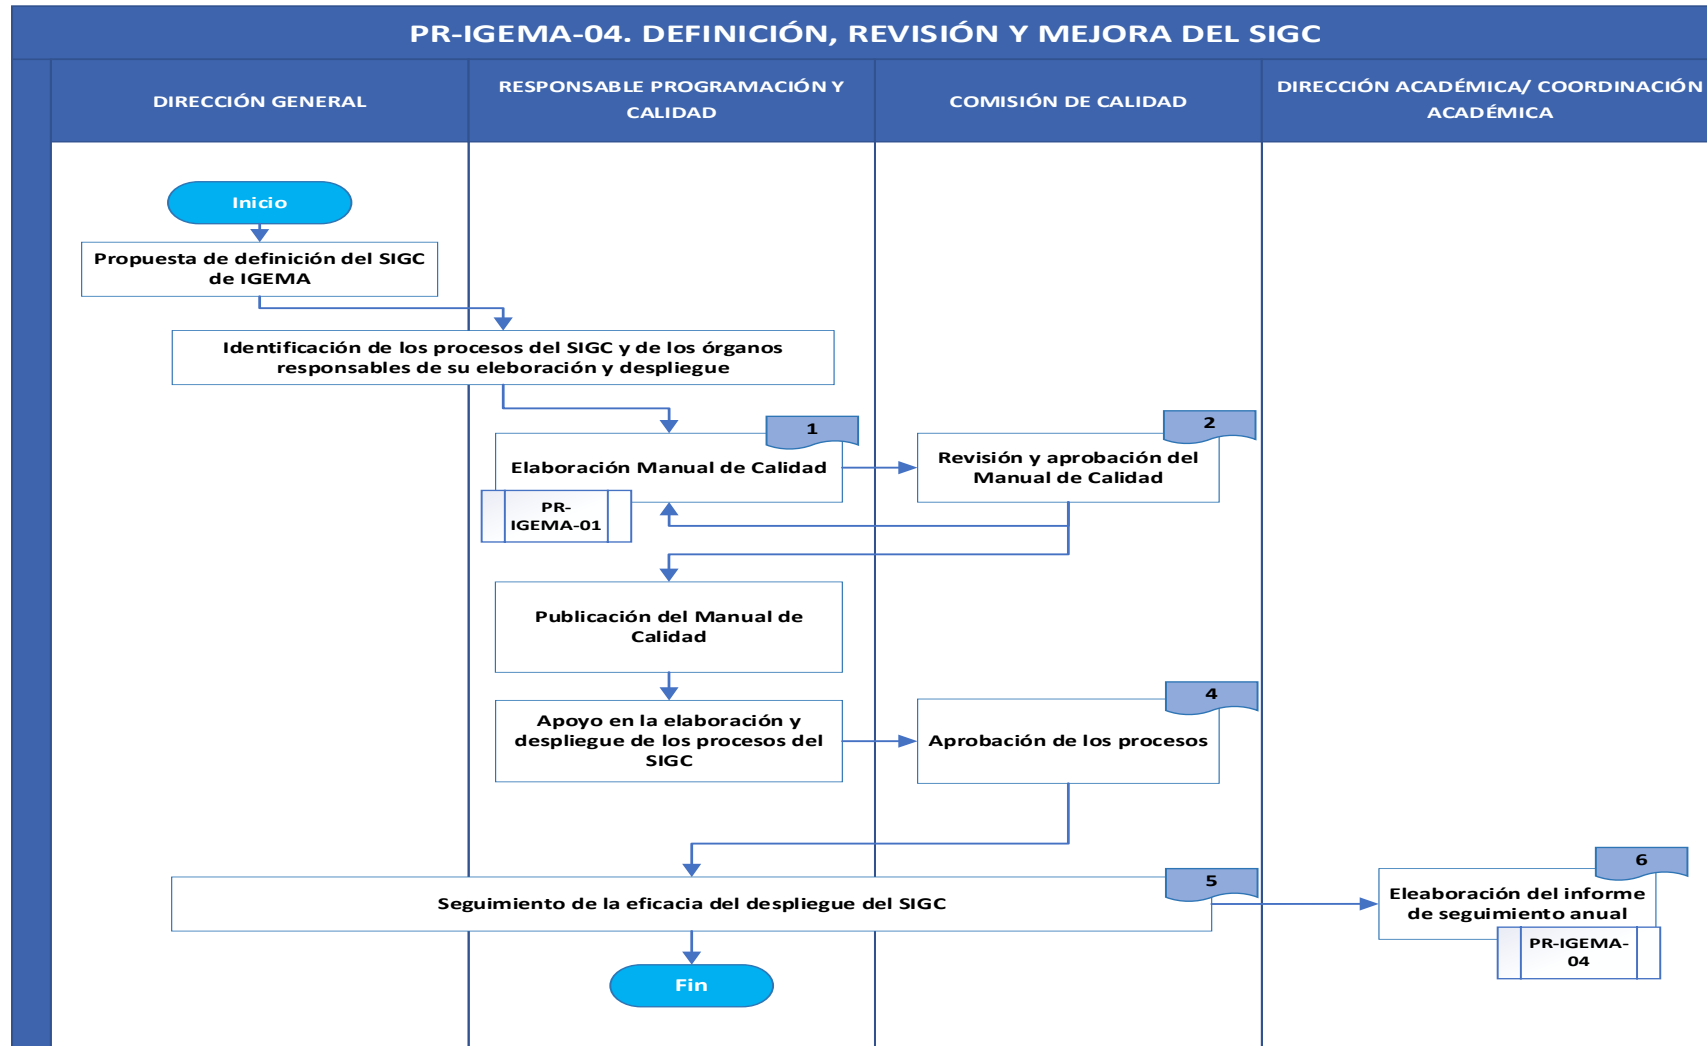 PR-IGEMA-04. DEFINICIÓN, REVISIÓN Y MEJORA DEL SIGC
DIRECCIÓN GENERAL
RESPONSABLE PROGRAMACIÓN Y
CALIDAD
COMISIÓN DE CALIDAD
DIRECCIÓN ACADÉMICA/ COORDINACIÓN
ACADÉMICA
Inicio
Propuesta de definición del SIGC
de IGEMA
Identificación de los procesos del SIGC y de los órganos
responsables de su eleboración y despliegue
1
Elaboración Manual de Calidad
PR-
IGEMA-01
2
Revisión y aprobación del
Manual de Calidad
Publicación del Manual de
Calidad
Apoyo en la elaboración y
despliegue de los procesos del
SIGC
4
Aprobación de los procesos
5
Seguimiento de la eficacia del despliegue del SIGC
6
Eleaboración del informe
de seguimiento anual
PR-IGEMA-
04
Fin